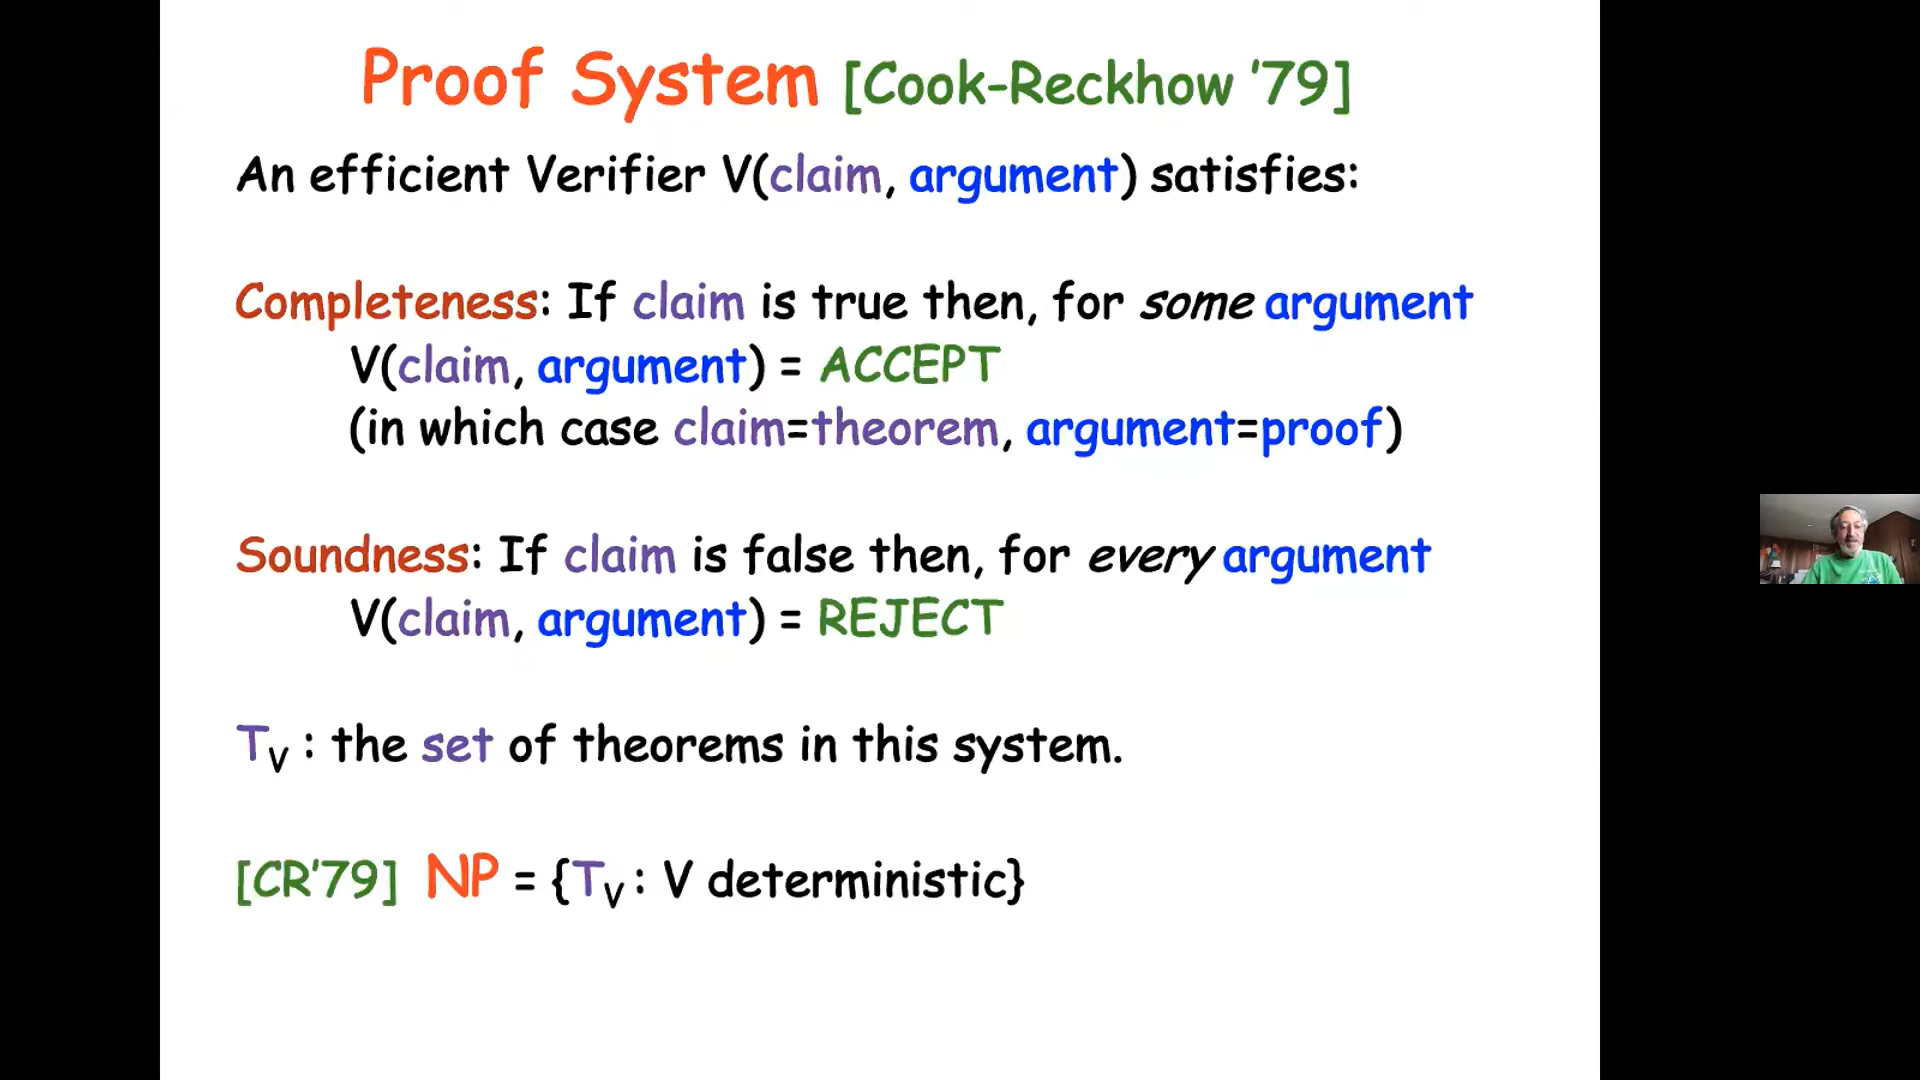 Proof System [Cook-Reckhow '79]
An efficient Verifier V(claim, argument) satisfies:
Completeness: If claim is true then, for some argument
V(claim, argument) = ACCEPT
(in which case claim=theorem, argument=proof)
Soundness: If claim is false then, for every argument
V(claim, argument) = REJECT
TV : the set of theorems in this system.
[CR'79] NP = {TV : V deterministic}